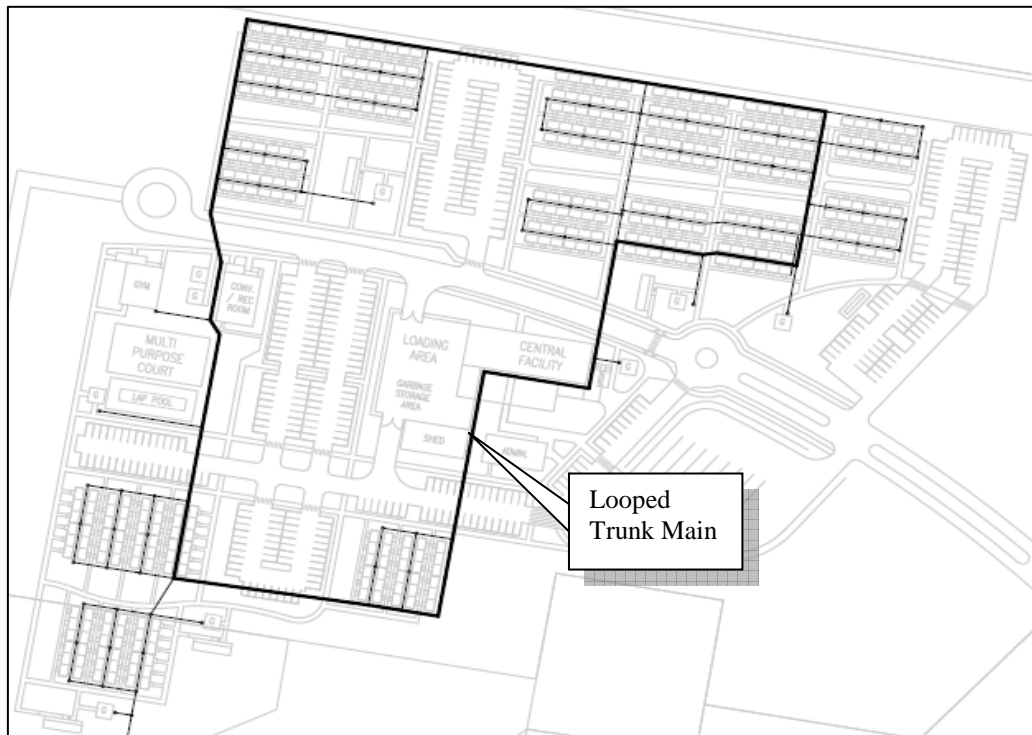 G
GYM
G
G
CONV.
/ REC
ROOM
MULTI
PURPOSE
COURT
LOADING
AREA
CENTRAL
FACILITY
G
G
G
GARBAGE
STORAGE
AREA
LAP POOL
G
SHED
ADMIN.
Looped
Trunk Main
G
G